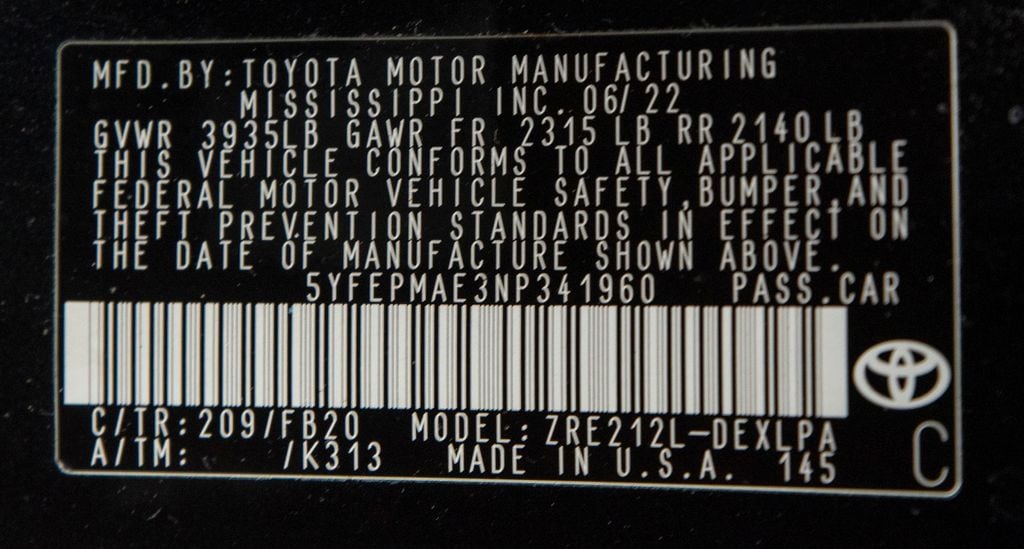 MFD.BY:TOYOTA MOTOR MANUFACTURING
MISSISSIPPI INC. 06/22
GVWR 3935LB GAWR FR 2315 LB RR 2140 LB
THIS VEHICLE CONFORMS TO ALL APPLICABLE
FEDERAL MOTOR VEHICLE SAFETY,BUMPER,AND
THEFT PREVENTION STANDARDS IN EFFECT ON
THE DATE OF MANUFACTURE SHOWN ABOVE.
5YFEPMAE3NP341960 PASS.CAR
C/TR:209/FB20 MODEL:ZRE212L-DEXLPA
A/TM: /K313 MADE IN U.S.A. 145
C